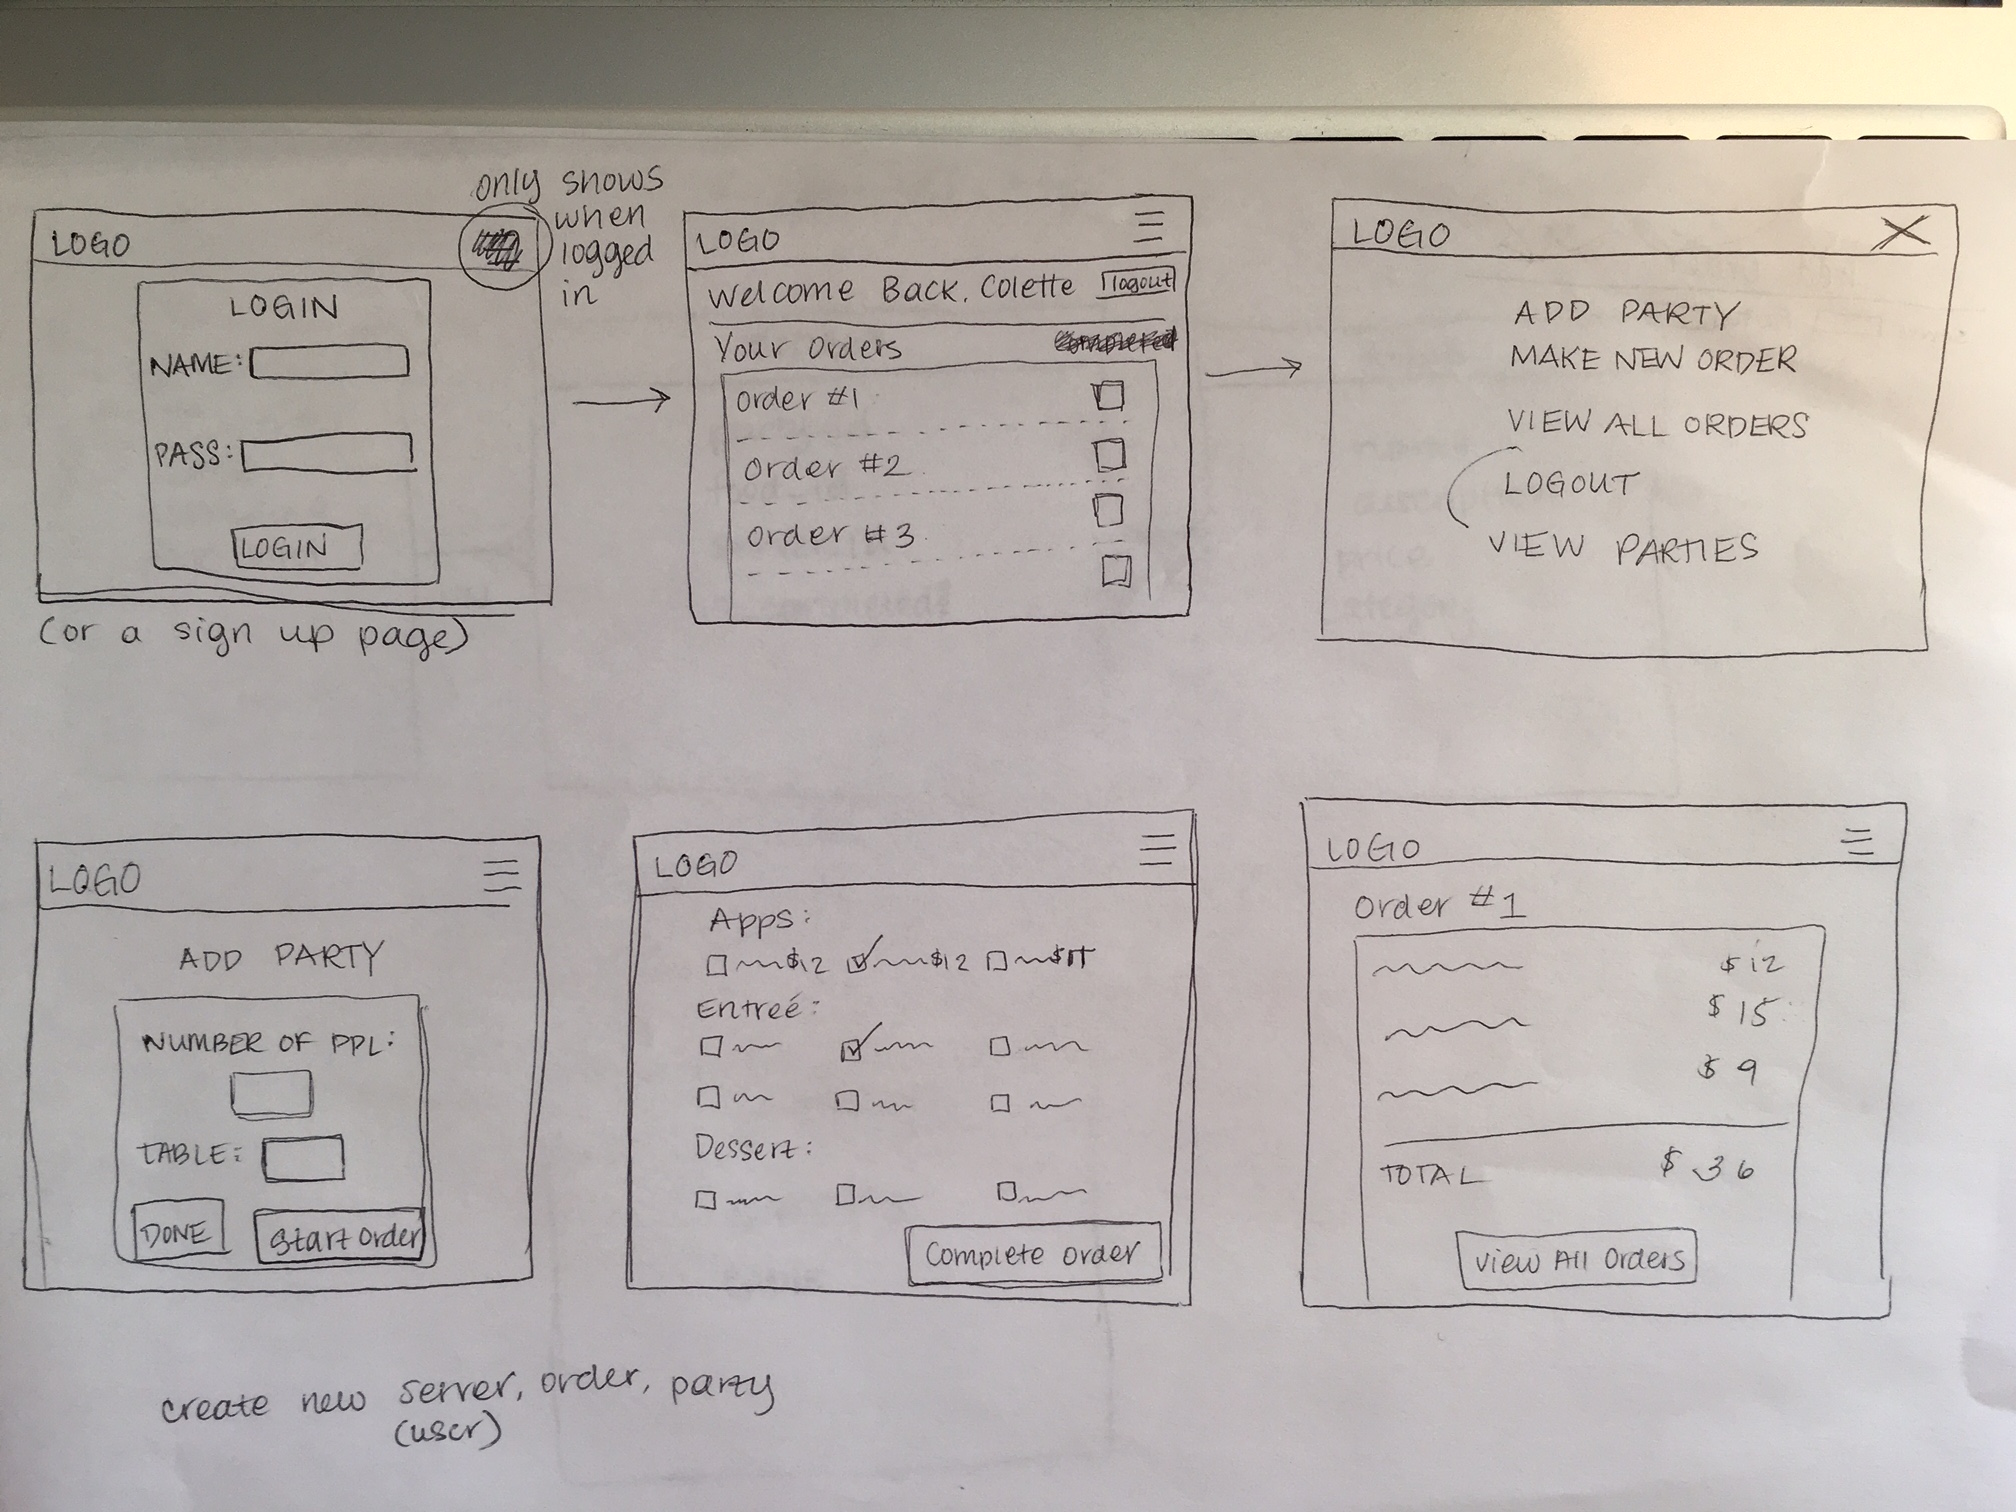 only shows
when
logged
in
LOGO
LOGIN
NAME:
PASS:
LOGIN
(or a sign up page)
LOGO
Welcome Back, Colette logout
Your Orders
order #1
order #2
order #3
LOGO X
ADD PARTY
MAKE NEW ORDER
VIEW ALL ORDERS
LOGOUT
VIEW PARTIES
LOGO
ADD PARTY
NUMBER OF PPL:
TABLE:
DONE Start Order
LOGO
Apps:
$12 $12
Entreé:
Dessert:
Complete order
LOGO
Order #1
$12
$15
$9
TOTAL $36
View All Orders
create new server, order, party
(user)